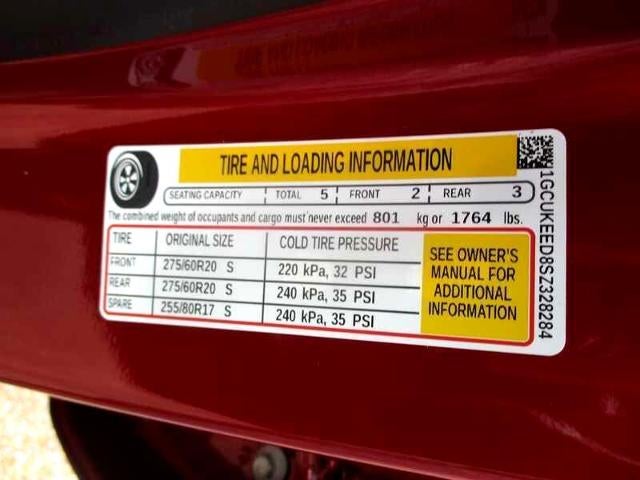 TIRE AND LOADING INFORMATION
SEATING CAPACITY TOTAL 5 FRONT 2 REAR 3
The combined weight of occupants and cargo must never exceed 801 kg or 1764 lbs.
TIRE ORIGINAL SIZE COLD TIRE PRESSURE
FRONT 275/60R20 S 220 kPa, 32 PSI
REAR 275/60R20 S 240 kPa, 35 PSI
SPARE 255/80R17 S 240 kPa, 35 PSI
SEE OWNER'S
MANUAL FOR
ADDITIONAL
INFORMATION
1GCUKEED8SZ328284